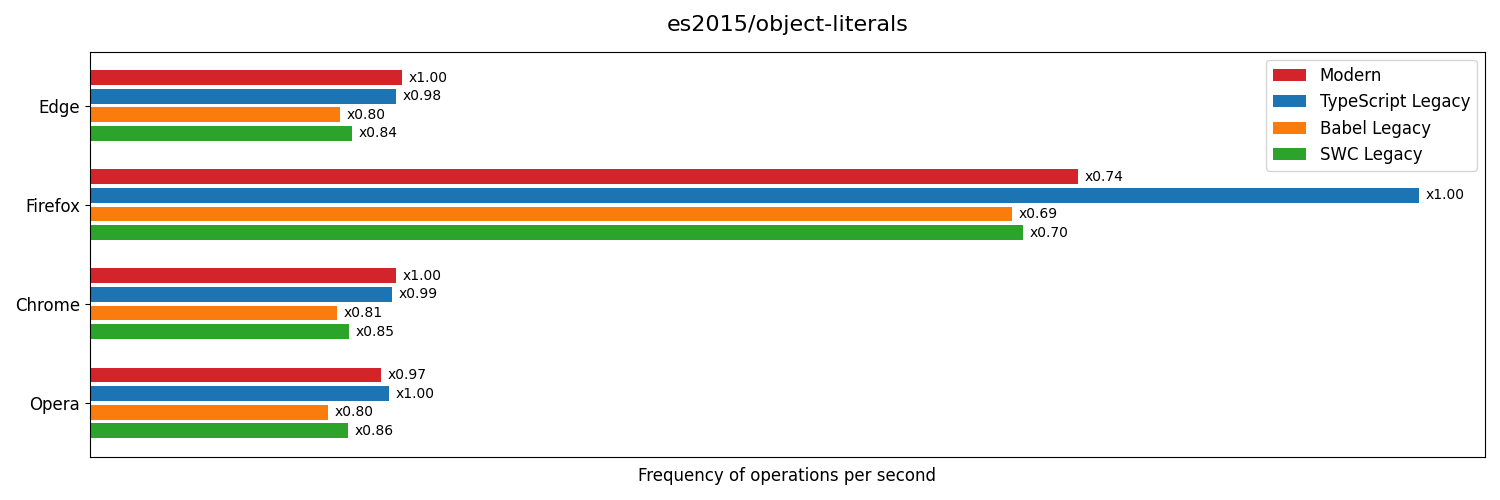 es2015/object-literals
Modern
TypeScript Legacy
Babel Legacy
SWC Legacy
Edge
x1.00
x0.98
x0.80
x0.84
Firefox
x0.74
x1.00
x0.69
x0.70
Chrome
x1.00
x0.99
x0.81
x0.85
Opera
x0.97
x1.00
x0.80
x0.86
Frequency of operations per second